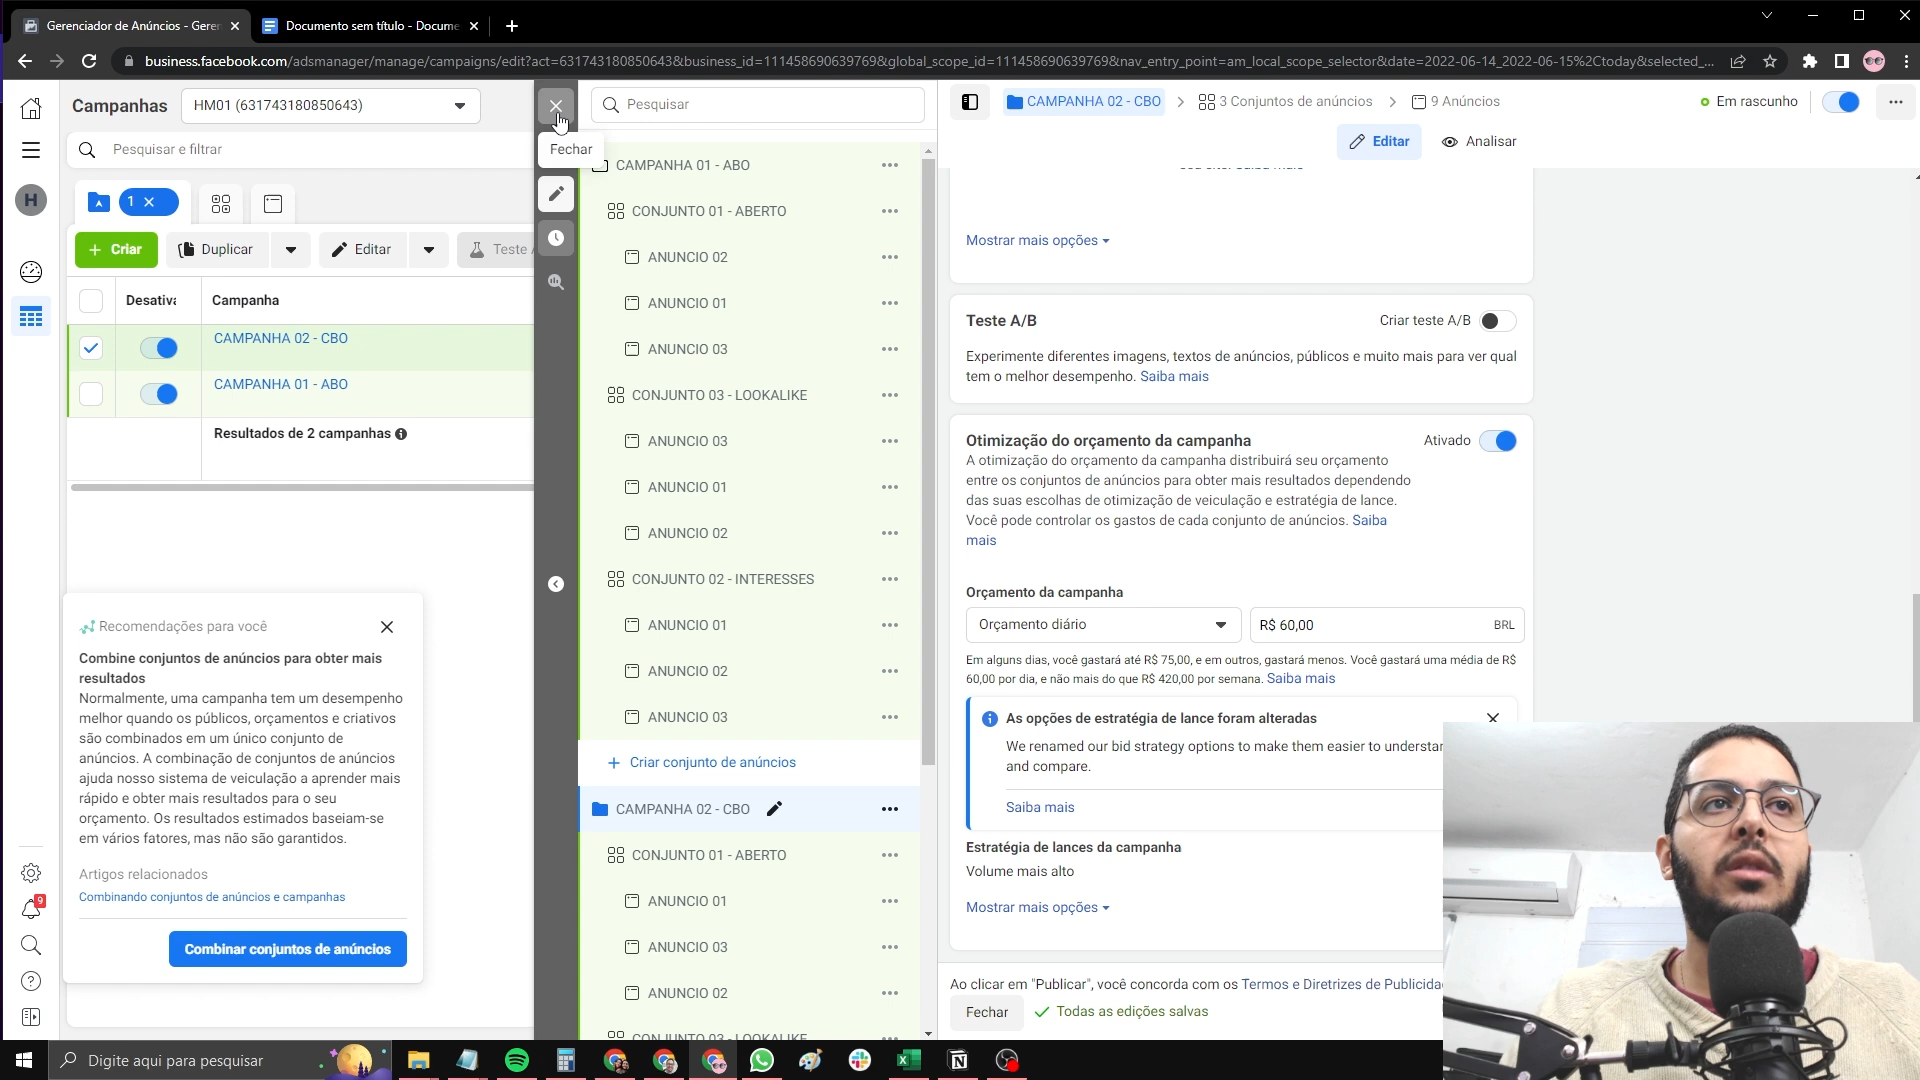 Gerenciador de Anúncios - Geren
Documento sem título - Docume
business.facebook.com/adsmanager/manage/campaigns/edit?act=631743180850643&business_id=111458690639769&global_scope_id=111458690639769&nav_entry_point=am_local_scope_selector&date=2022-06-14_2022-06-15%2Ctoday&selected_...
Campanhas
HM01 (631743180850643)
Pesquisar e filtrar
H
1
Criar
Duplicar
Editar
Teste
Desativa
Campanha
CAMPANHA 02 - CBO
CAMPANHA 01 - ABO
Resultados de 2 campanhas
Recomendações para você
Combine conjuntos de anúncios para obter mais
resultados
Normalmente, uma campanha tem um desempenho
melhor quando os públicos, orçamentos e criativos
são combinados em um único conjunto de
anúncios. A combinação de conjuntos de anúncios
ajuda nosso sistema de veiculação a aprender mais
rápido e obter mais resultados para o seu
orçamento. Os resultados estimados baseiam-se
em vários fatores, mas não são garantidos.
Artigos relacionados
Combinando conjuntos de anúncios e campanhas
Combinar conjuntos de anúncios
9
Fechar
Pesquisar
CAMPANHA 01 - ABO
CONJUNTO 01 - ABERTO
ANUNCIO 02
ANUNCIO 01
ANUNCIO 03
CONJUNTO 03 - LOOKALIKE
ANUNCIO 03
ANUNCIO 01
ANUNCIO 02
CONJUNTO 02 - INTERESSES
ANUNCIO 01
ANUNCIO 02
ANUNCIO 03
Criar conjunto de anúncios
CAMPANHA 02 - CBO
CONJUNTO 01 - ABERTO
ANUNCIO 01
ANUNCIO 03
ANUNCIO 02
CONJUNTO 03 - LOOKALIKE
CAMPANHA 02 - CBO
3 Conjuntos de anúncios
9 Anúncios
Em rascunho
Editar
Analisar
Mostrar mais opções
Teste A/B
Criar teste A/B
Experimente diferentes imagens, textos de anúncios, públicos e muito mais para ver qual
tem o melhor desempenho. Saiba mais
Otimização do orçamento da campanha
Ativado
A otimização do orçamento da campanha distribuirá seu orçamento
entre os conjuntos de anúncios para obter mais resultados dependendo
das suas escolhas de otimização de veiculação e estratégia de lance.
Você pode controlar os gastos de cada conjunto de anúncios. Saiba
mais
Orçamento da campanha
Orçamento diário
R$ 60,00
BRL
Em alguns dias, você gastará até R$ 75,00, e em outros, gastará menos. Você gastará uma média de R$
60,00 por dia, e não mais do que R$ 420,00 por semana. Saiba mais
As opções de estratégia de lance foram alteradas
We renamed our bid strategy options to make them easier to understan
and compare.
Saiba mais
Estratégia de lances da campanha
Volume mais alto
Mostrar mais opções
Ao clicar em "Publicar", você concorda com os Termos e Diretrizes de Publicida
Fechar
Todas as edições salvas
Digite aqui para pesquisar